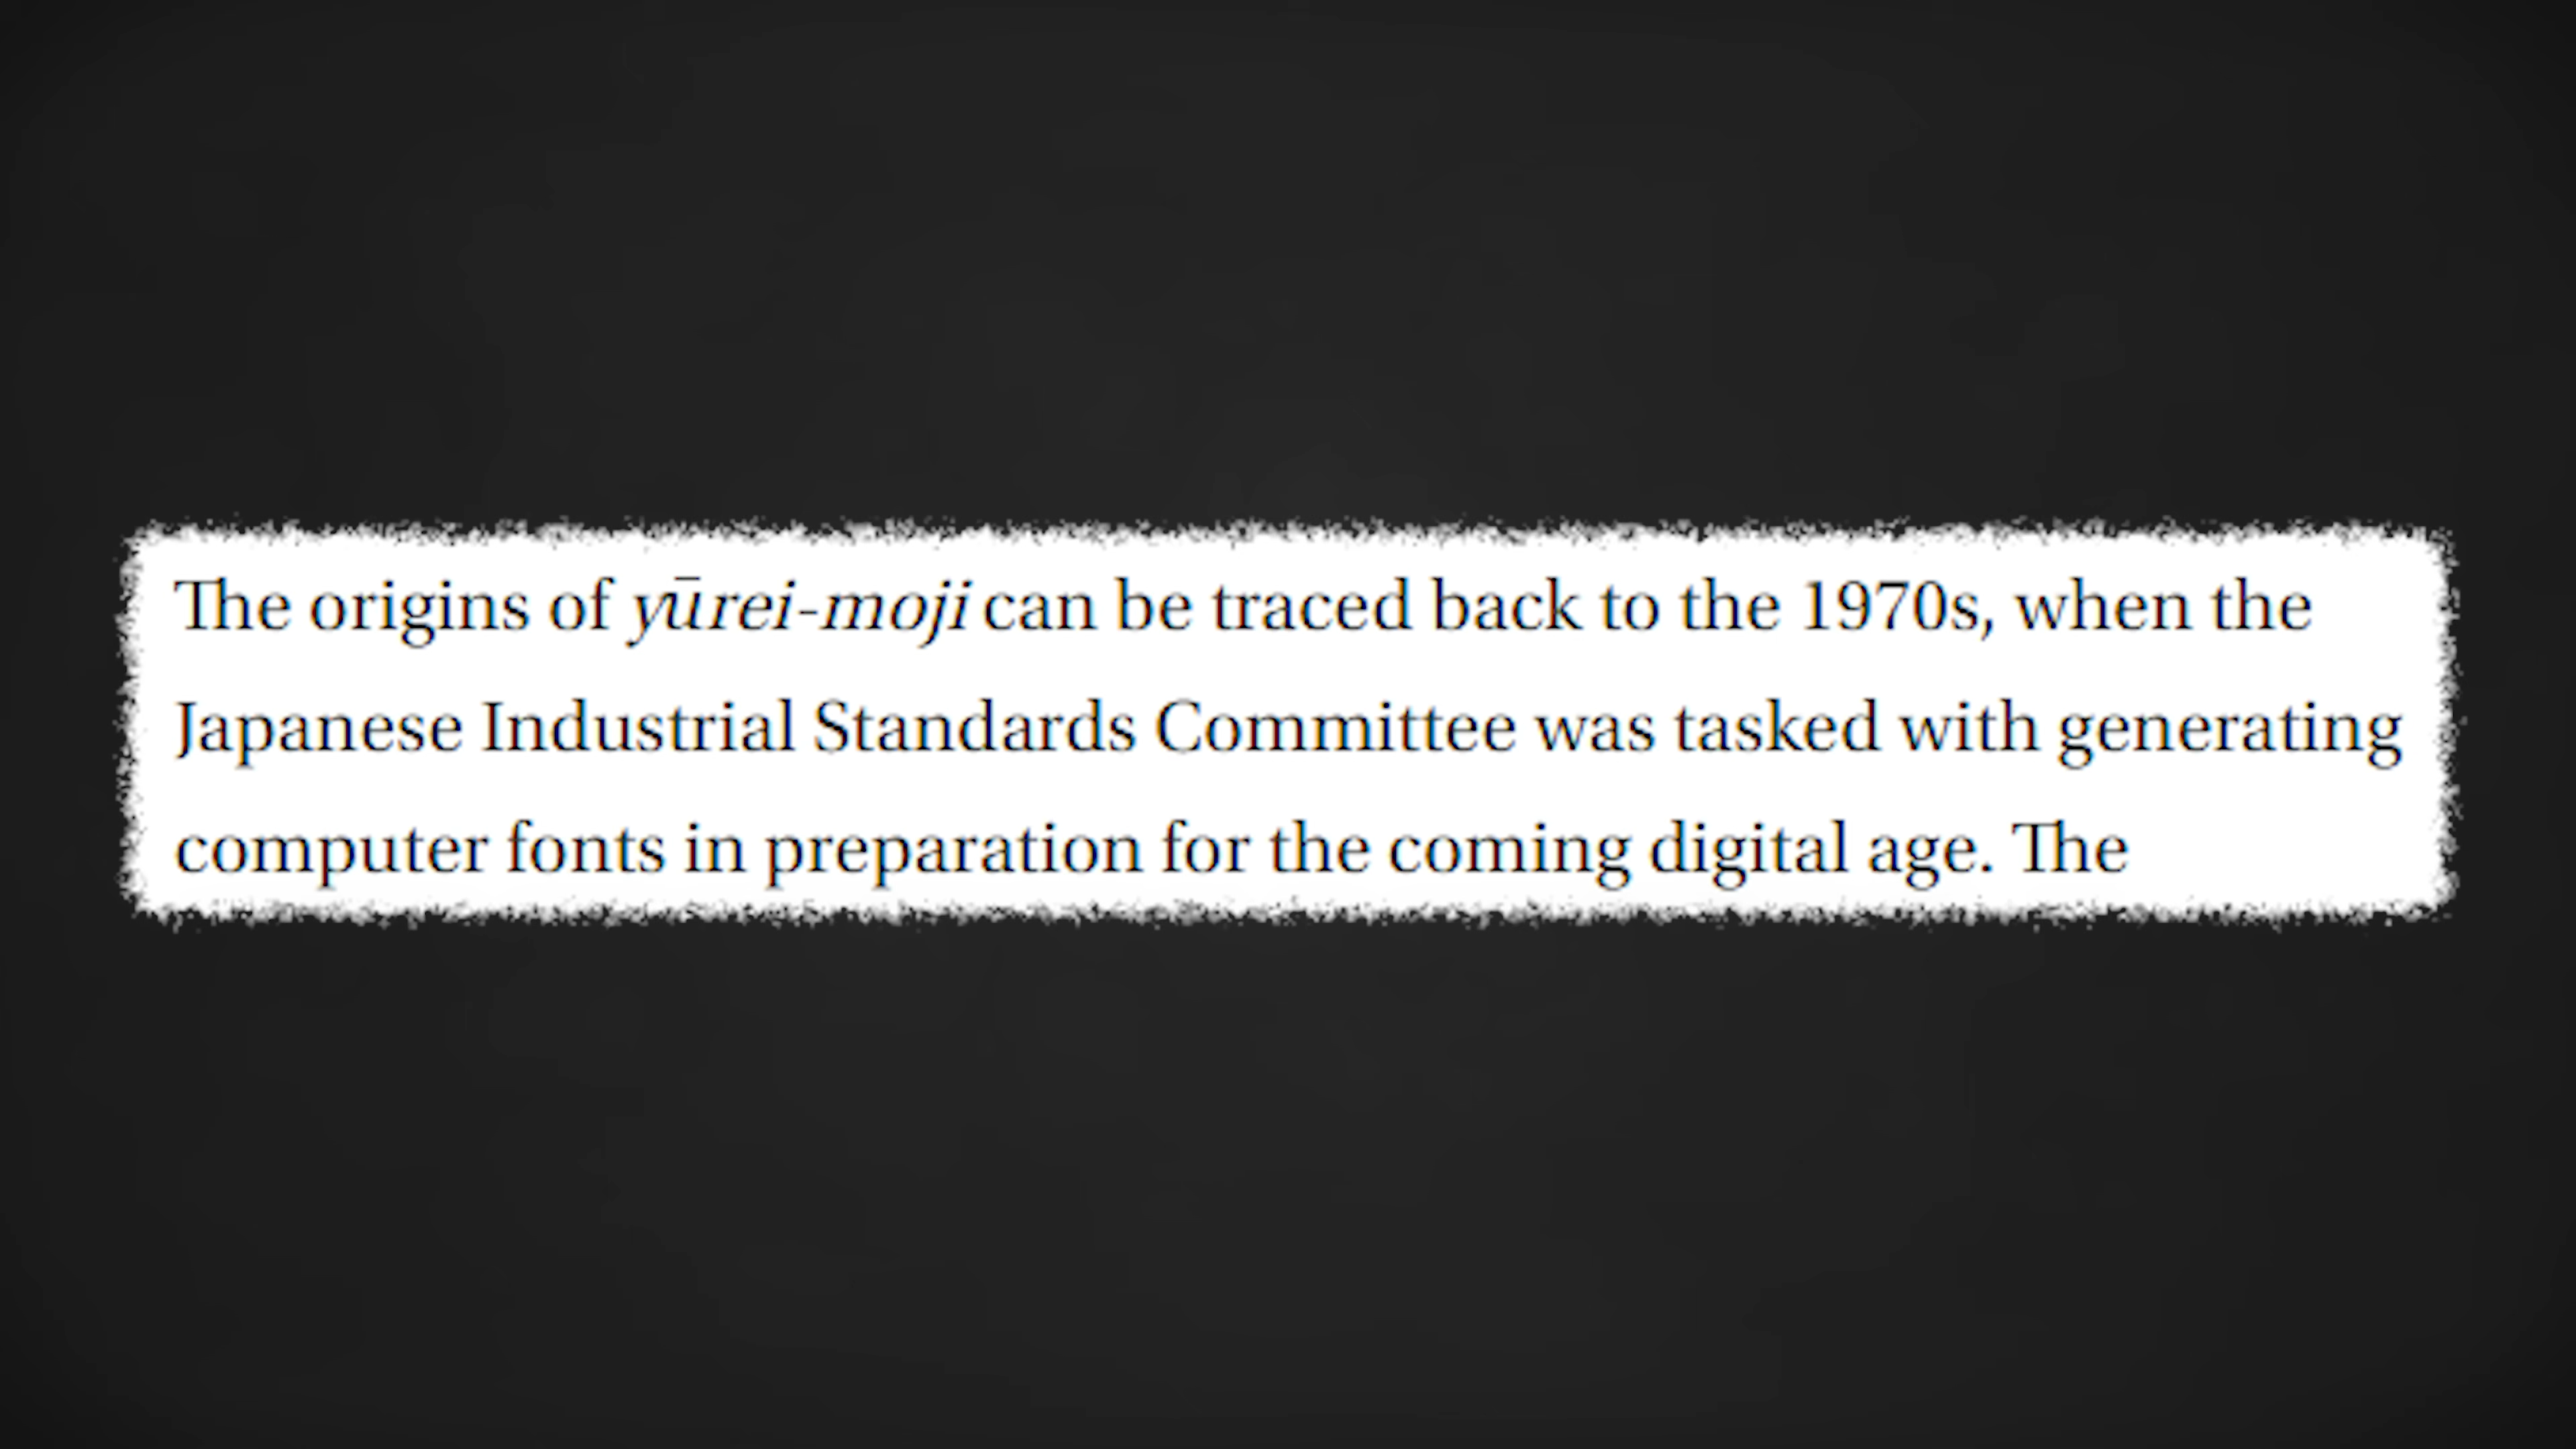 The origins of yūrei-moji can be traced back to the 1970s, when the
Japanese Industrial Standards Committee was tasked with generating
computer fonts in preparation for the coming digital age. The